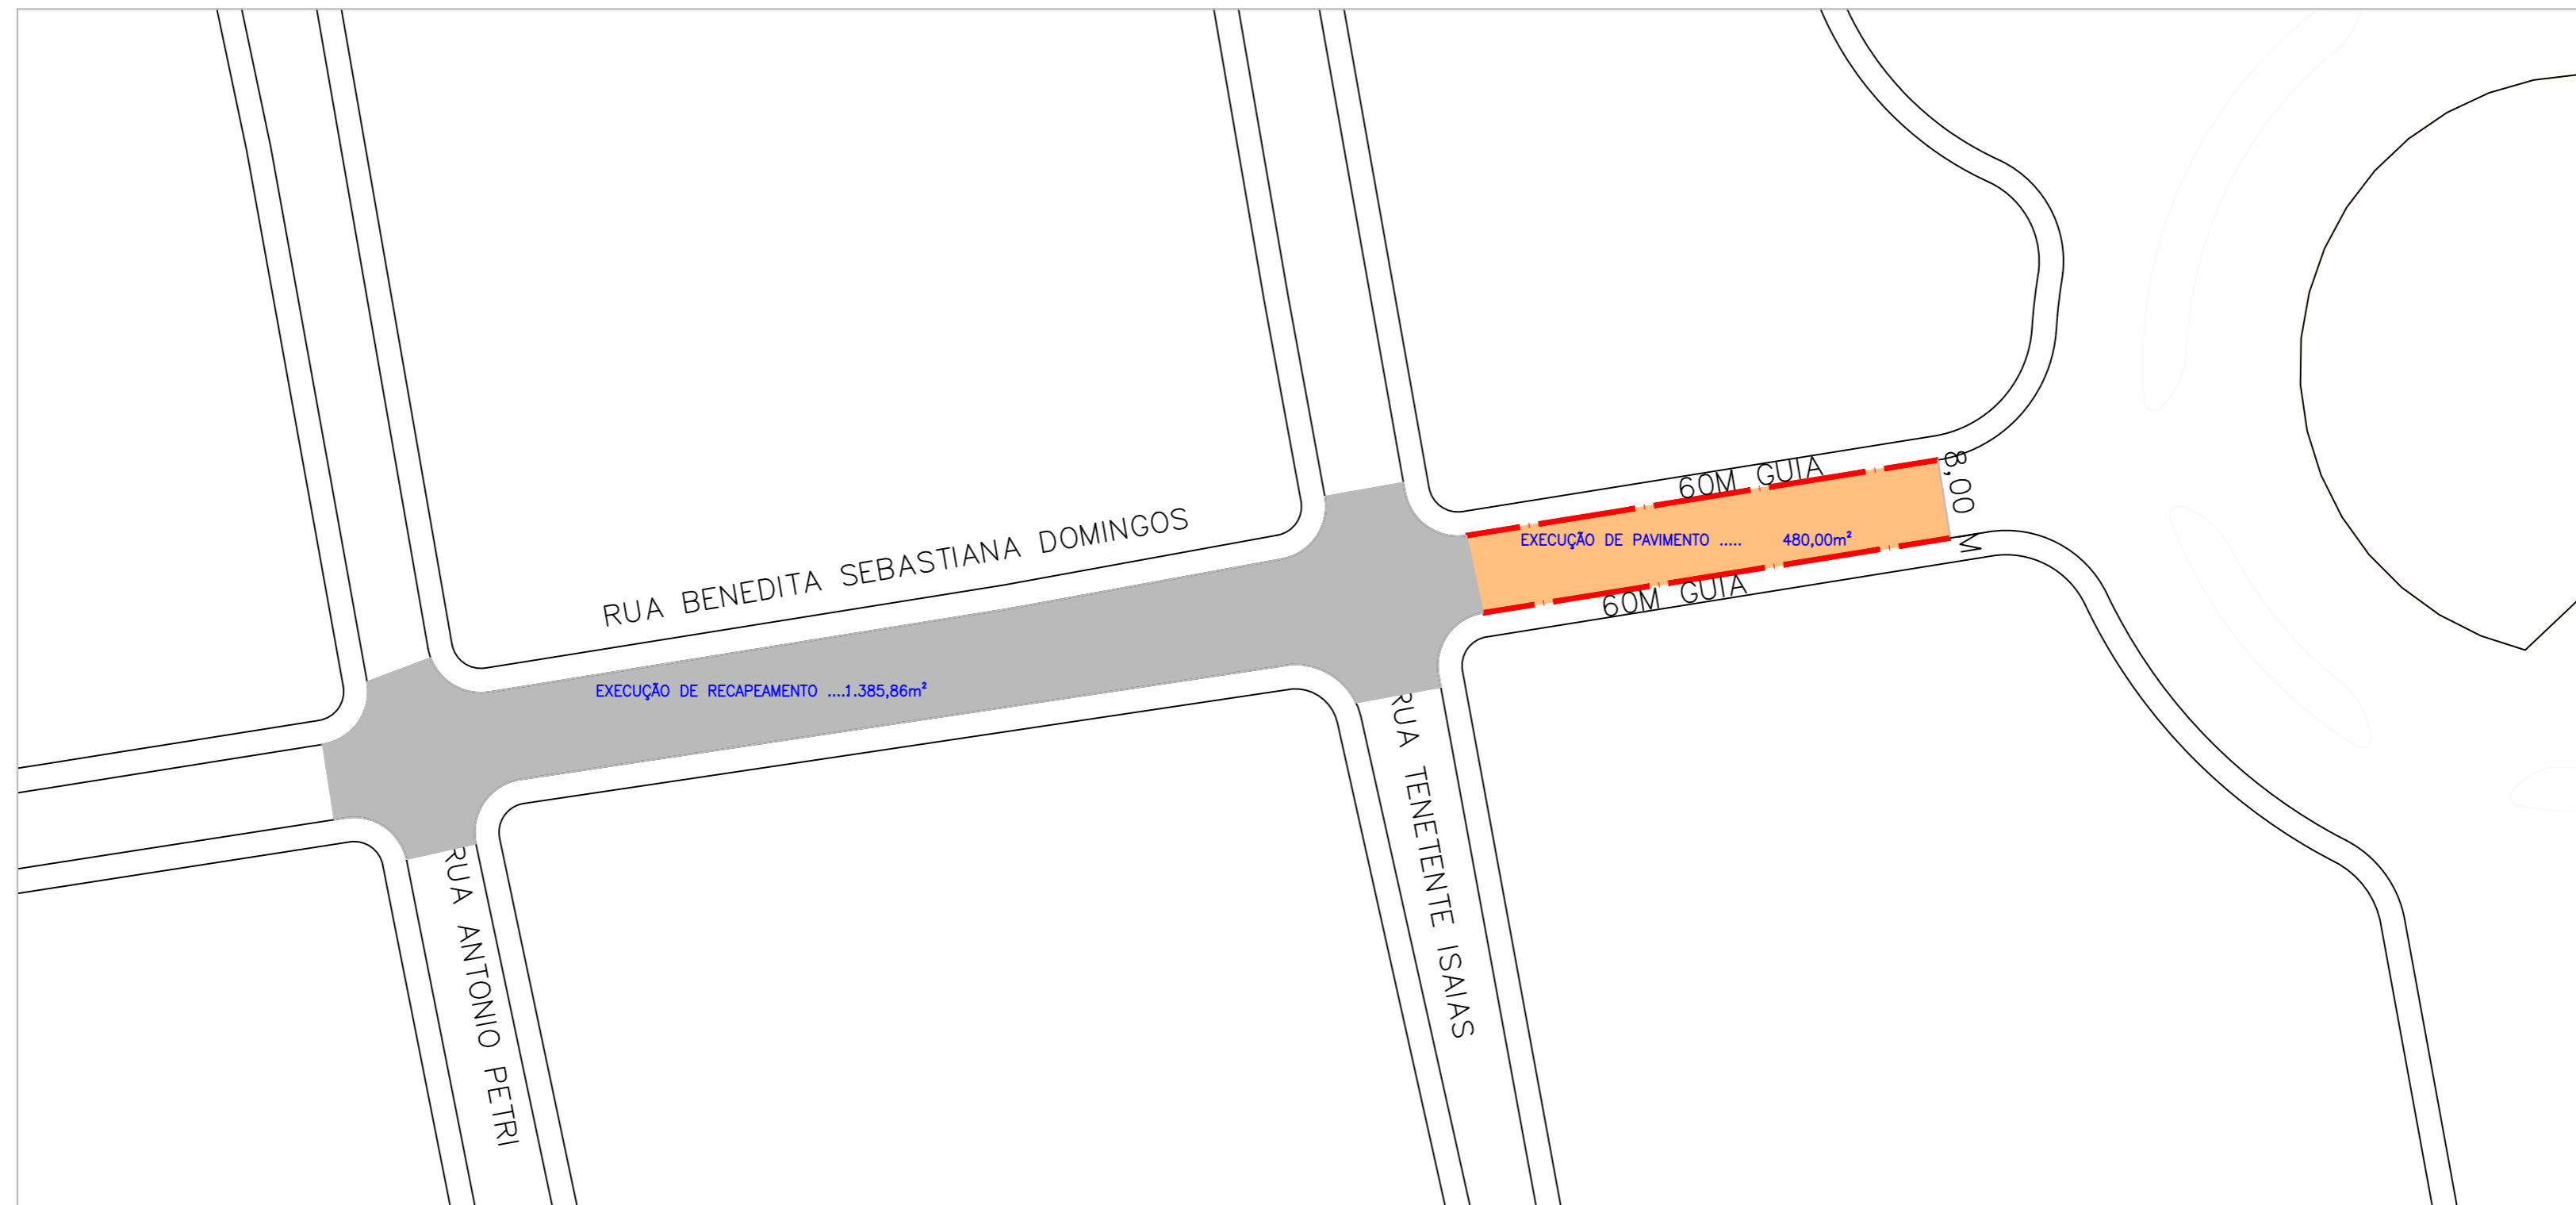 60M GUIA
8,00 M
RUA BENEDITA SEBASTIANA DOMINGOS
EXECUÇÃO DE PAVIMENTO ..... 480,00m²
60M GUIA
EXECUÇÃO DE RECAPEAMENTO ....1.385,86m²
RUA TENETENTE ISAIAS
RUA ANTONIO PETRI